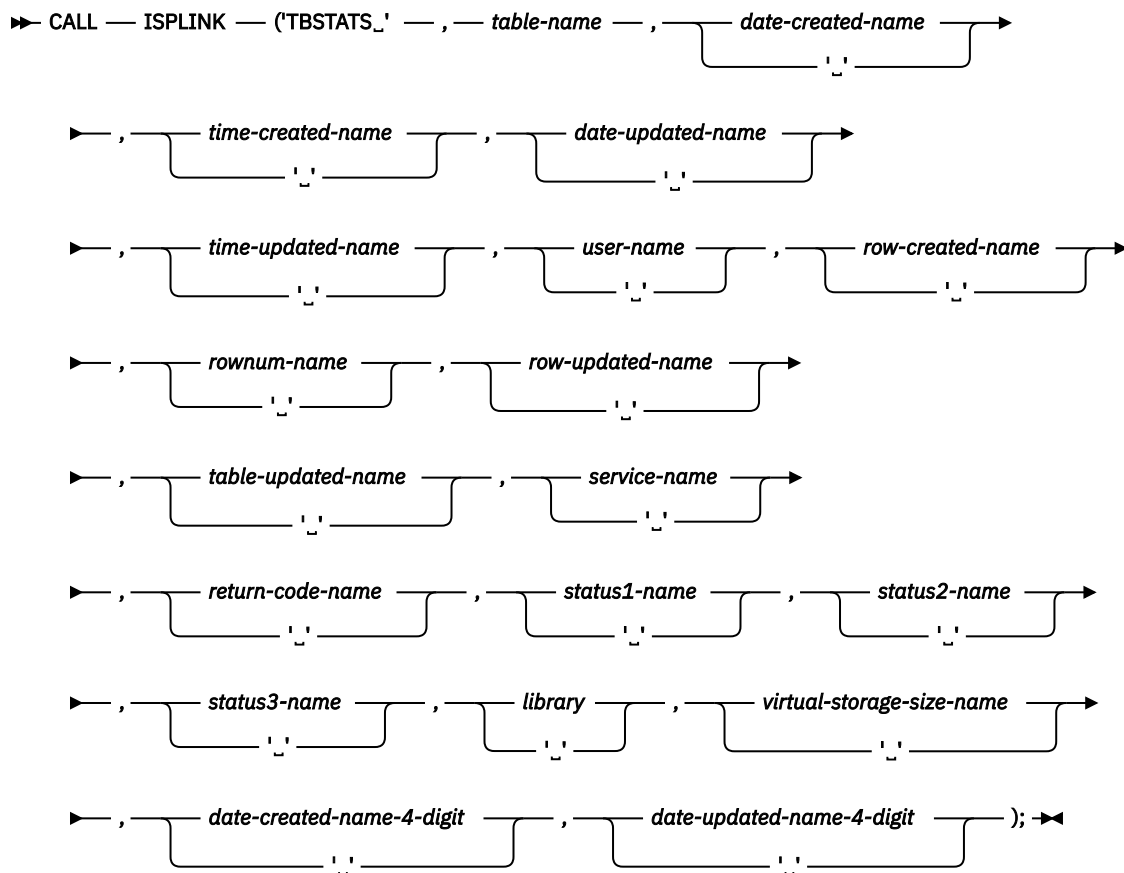 CALL ISPLINK ('TBSTATS␣' , table-name , date-created-name
'␣'
, time-created-name , date-updated-name
'␣' '␣'
, time-updated-name , user-name , row-created-name
'␣' '␣' '␣'
, rownum-name , row-updated-name
'␣' '␣'
, table-updated-name , service-name
'␣' '␣'
, return-code-name , status1-name , status2-name
'␣' '␣' '␣'
, status3-name , library , virtual-storage-size-name
'␣' '␣' '␣'
, date-created-name-4-digit , date-updated-name-4-digit );
'␣' '␣'